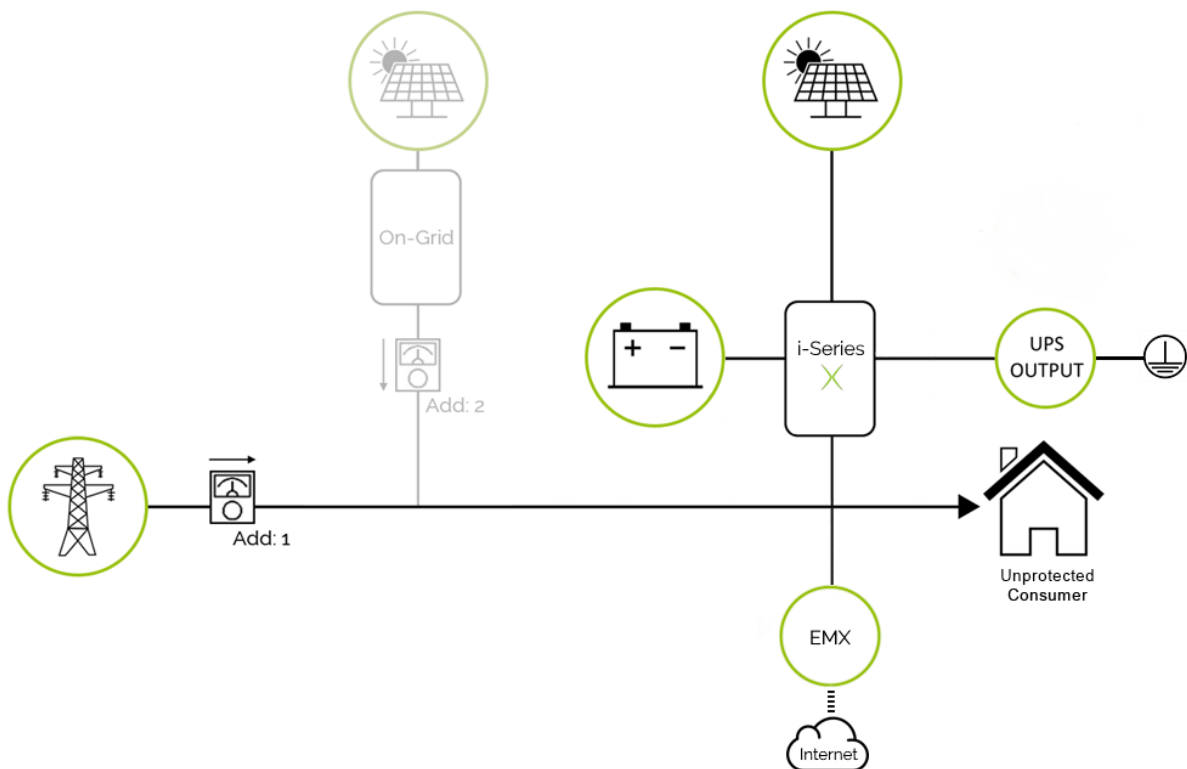 On-Grid
Add: 2
i-Series
X
UPS
OUTPUT
+ -
Add: 1
Unprotected
Consumer
EMX
Internet